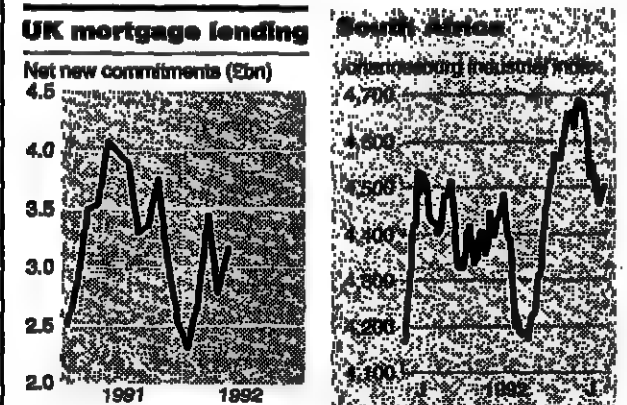 UK mortgage lending
Net new commitments (£bn)
4.5
4.0
3.5
3.0
2.5
2.0
1991 1992
South Africa
Johannesburg industrial index
4,700
4,600
4,500
4,400
4,300
4,200
4,100
J 1992 J